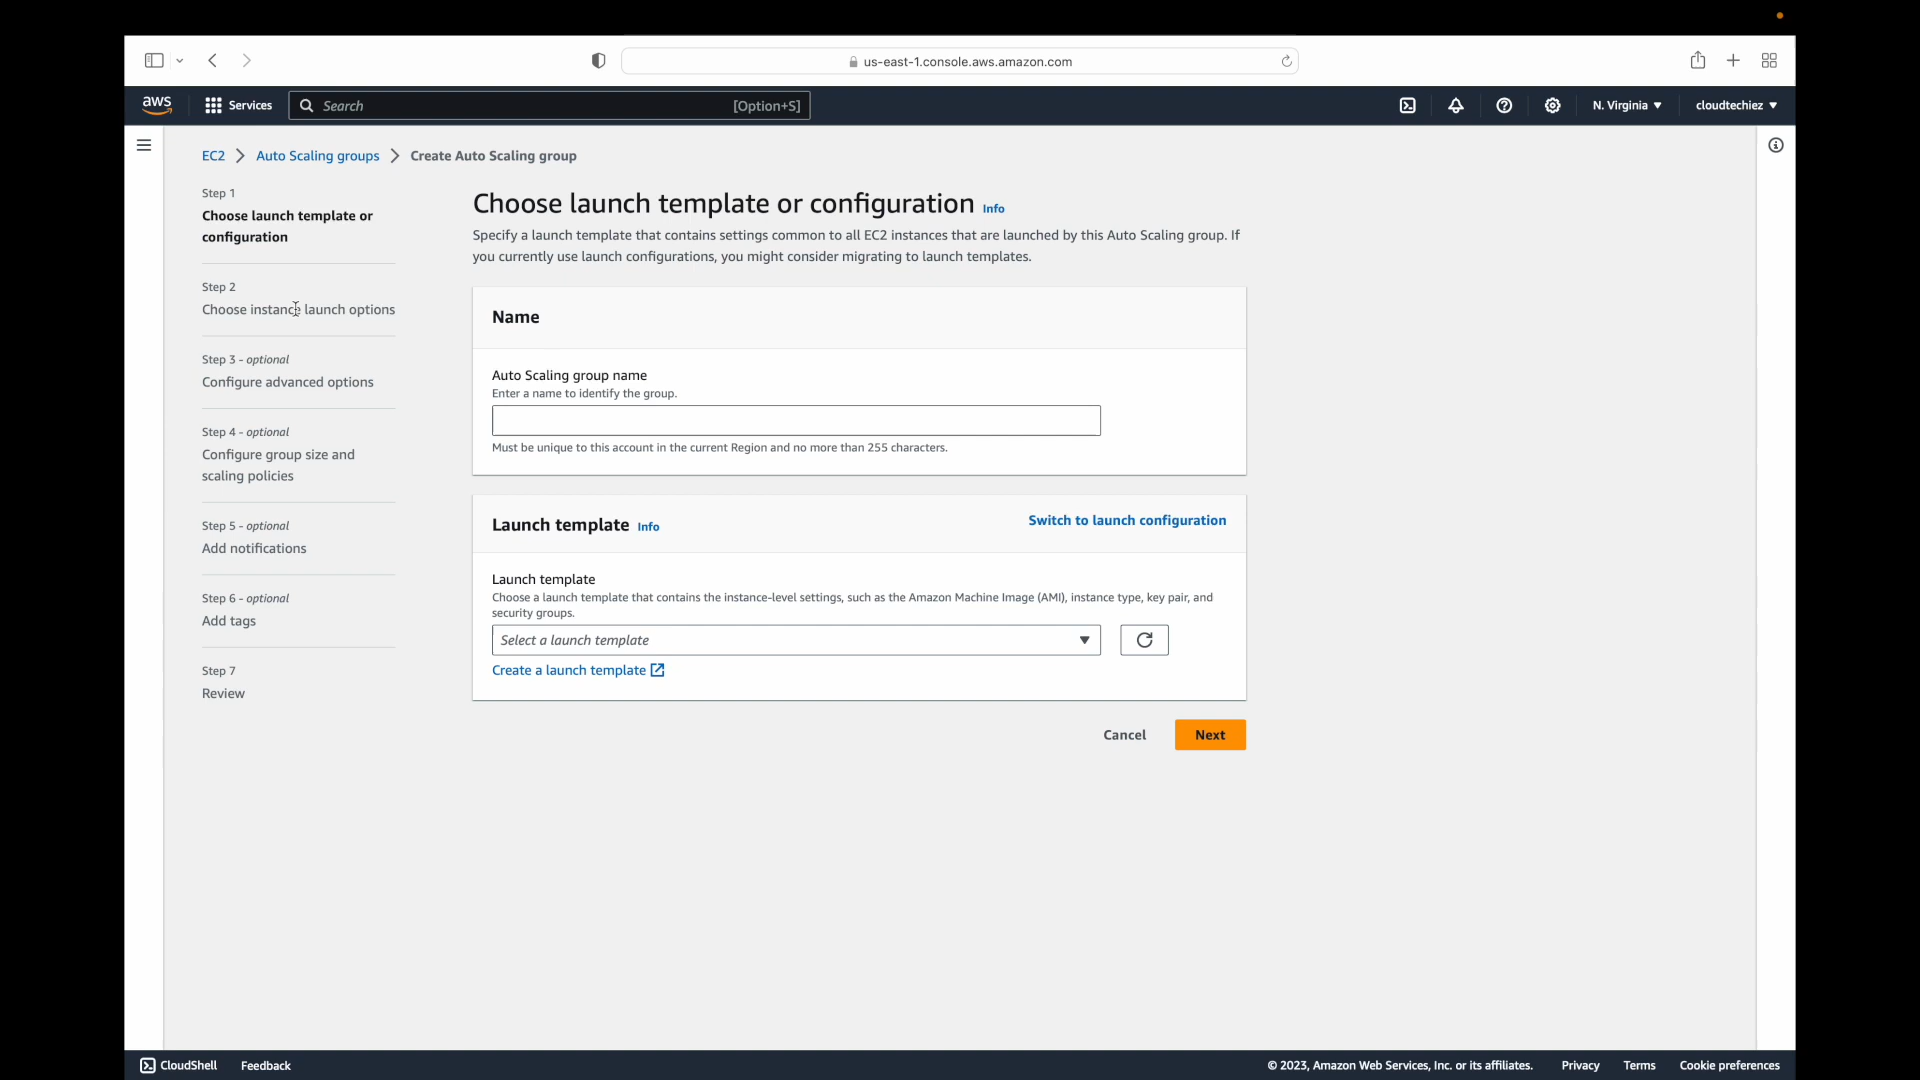 us-east-1.console.aws.amazon.com
aws
Services
Search
[Option+S]
N. Virginia
cloudtechiez
EC2
Auto Scaling groups
Create Auto Scaling group
Step 1
Choose launch template or
configuration
Step 2
Choose instance launch options
Step 3 - optional
Configure advanced options
Step 4 - optional
Configure group size and
scaling policies
Step 5 - optional
Add notifications
Step 6 - optional
Add tags
Step 7
Review
Choose launch template or configuration Info
Specify a launch template that contains settings common to all EC2 instances that are launched by this Auto Scaling group. If
you currently use launch configurations, you might consider migrating to launch templates.
Name
Auto Scaling group name
Enter a name to identify the group.
Must be unique to this account in the current Region and no more than 255 characters.
Launch template Info
Switch to launch configuration
Launch template
Choose a launch template that contains the instance-level settings, such as the Amazon Machine Image (AMI), instance type, key pair, and
security groups.
Select a launch template
Create a launch template
Cancel
Next
CloudShell
Feedback
© 2023, Amazon Web Services, Inc. or its affiliates.
Privacy
Terms
Cookie preferences